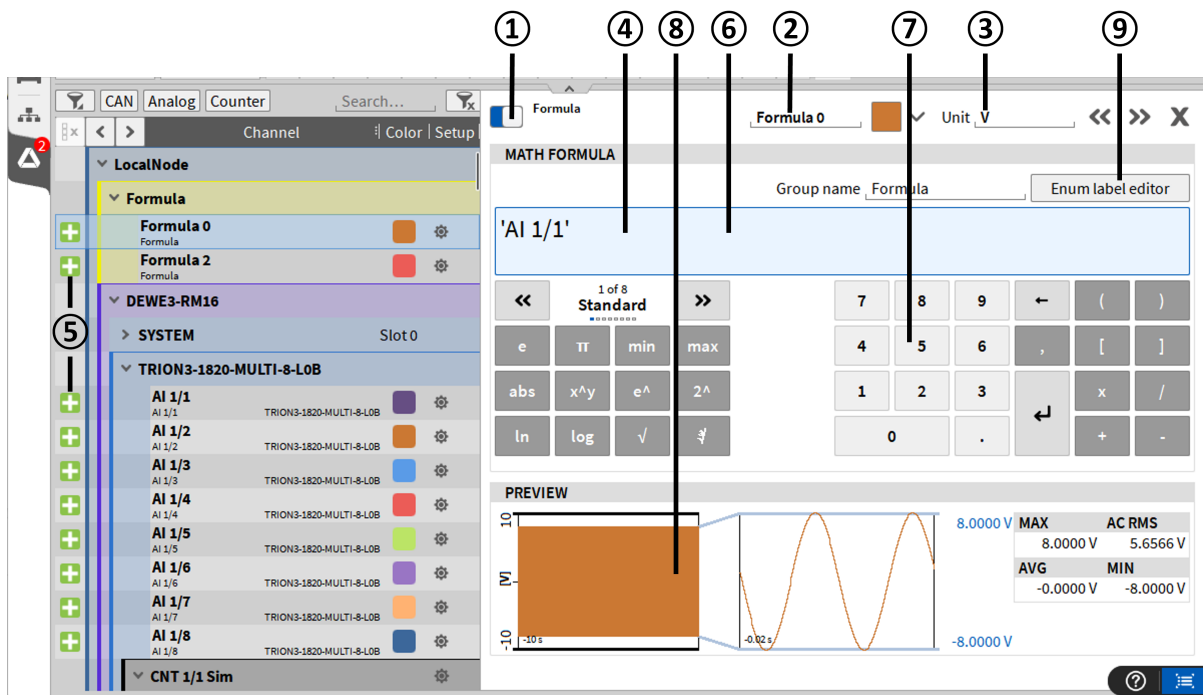 ① ④ ⑧ ⑥ ② ⑦ ③ ⑨
CAN Analog Counter Search...
Formula Formula 0 Unit V
Channel Color Setup
2
MATH FORMULA
LocalNode
Group name Formula Enum label editor
Formula
'AI 1/1'
Formula 0
Formula
Formula 2
Formula
DEWE3-RM16
SYSTEM Slot 0
TRION3-1820-MULTI-8-L0B
⑤
AI 1/1
AI 1/1 TRION3-1820-MULTI-8-L0B
AI 1/2
AI 1/2 TRION3-1820-MULTI-8-L0B
AI 1/3
AI 1/3 TRION3-1820-MULTI-8-L0B
AI 1/4
AI 1/4 TRION3-1820-MULTI-8-L0B
AI 1/5
AI 1/5 TRION3-1820-MULTI-8-L0B
AI 1/6
AI 1/6 TRION3-1820-MULTI-8-L0B
AI 1/7
AI 1/7 TRION3-1820-MULTI-8-L0B
AI 1/8
AI 1/8 TRION3-1820-MULTI-8-L0B
CNT 1/1 Sim
1 of 8
Standard
e π min max
abs x^y e^ 2^
ln log √ ∛
7 8 9 ← ( )
4 5 6 , [ ]
1 2 3 ↵ x /
0 . + -
PREVIEW
10
[V]
-10
-10 s
-0.02 s
8.0000 V
-8.0000 V
MAX AC RMS
8.0000 V 5.6566 V
AVG MIN
-0.0000 V -8.0000 V